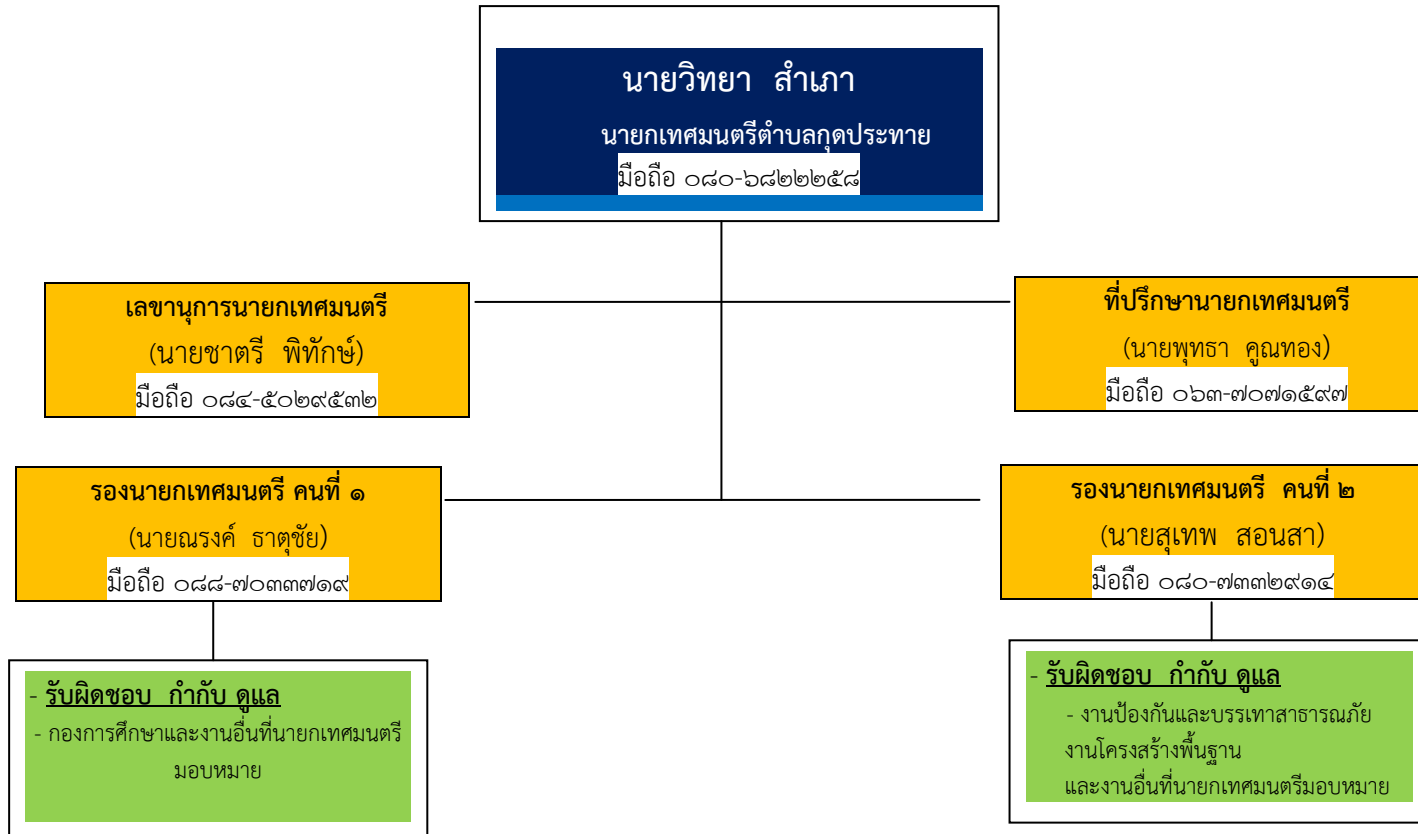 นายวิทยา  สำเภา
นายกเทศมนตรีตำบลกุดประทาย
มือถือ ๐๘๐-๖๘๒๒๒๕๘
เลขานุการนายกเทศมนตรี
(นายชาตรี  พิทักษ์)
มือถือ ๐๘๔-๕๐๒๙๕๓๒
ที่ปรึกษานายกเทศมนตรี
(นายพุทธา  คูณทอง)
มือถือ ๐๖๓-๗๐๗๑๕๙๗
รองนายกเทศมนตรี คนที่ ๑
(นายณรงค์  ธาตุชัย)
มือถือ ๐๘๘-๗๐๓๓๗๑๙
รองนายกเทศมนตรี  คนที่ ๒
(นายสุเทพ  สอนสา)
มือถือ ๐๘๐-๗๓๓๒๙๑๔
- รับผิดชอบ  กำกับ ดูแล
- กองการศึกษาและงานอื่นที่นายกเทศมนตรี
มอบหมาย
- รับผิดชอบ  กำกับ ดูแล
- งานป้องกันและบรรเทาสาธารณภัย
งานโครงสร้างพื้นฐาน
และงานอื่นที่นายกเทศมนตรีมอบหมาย